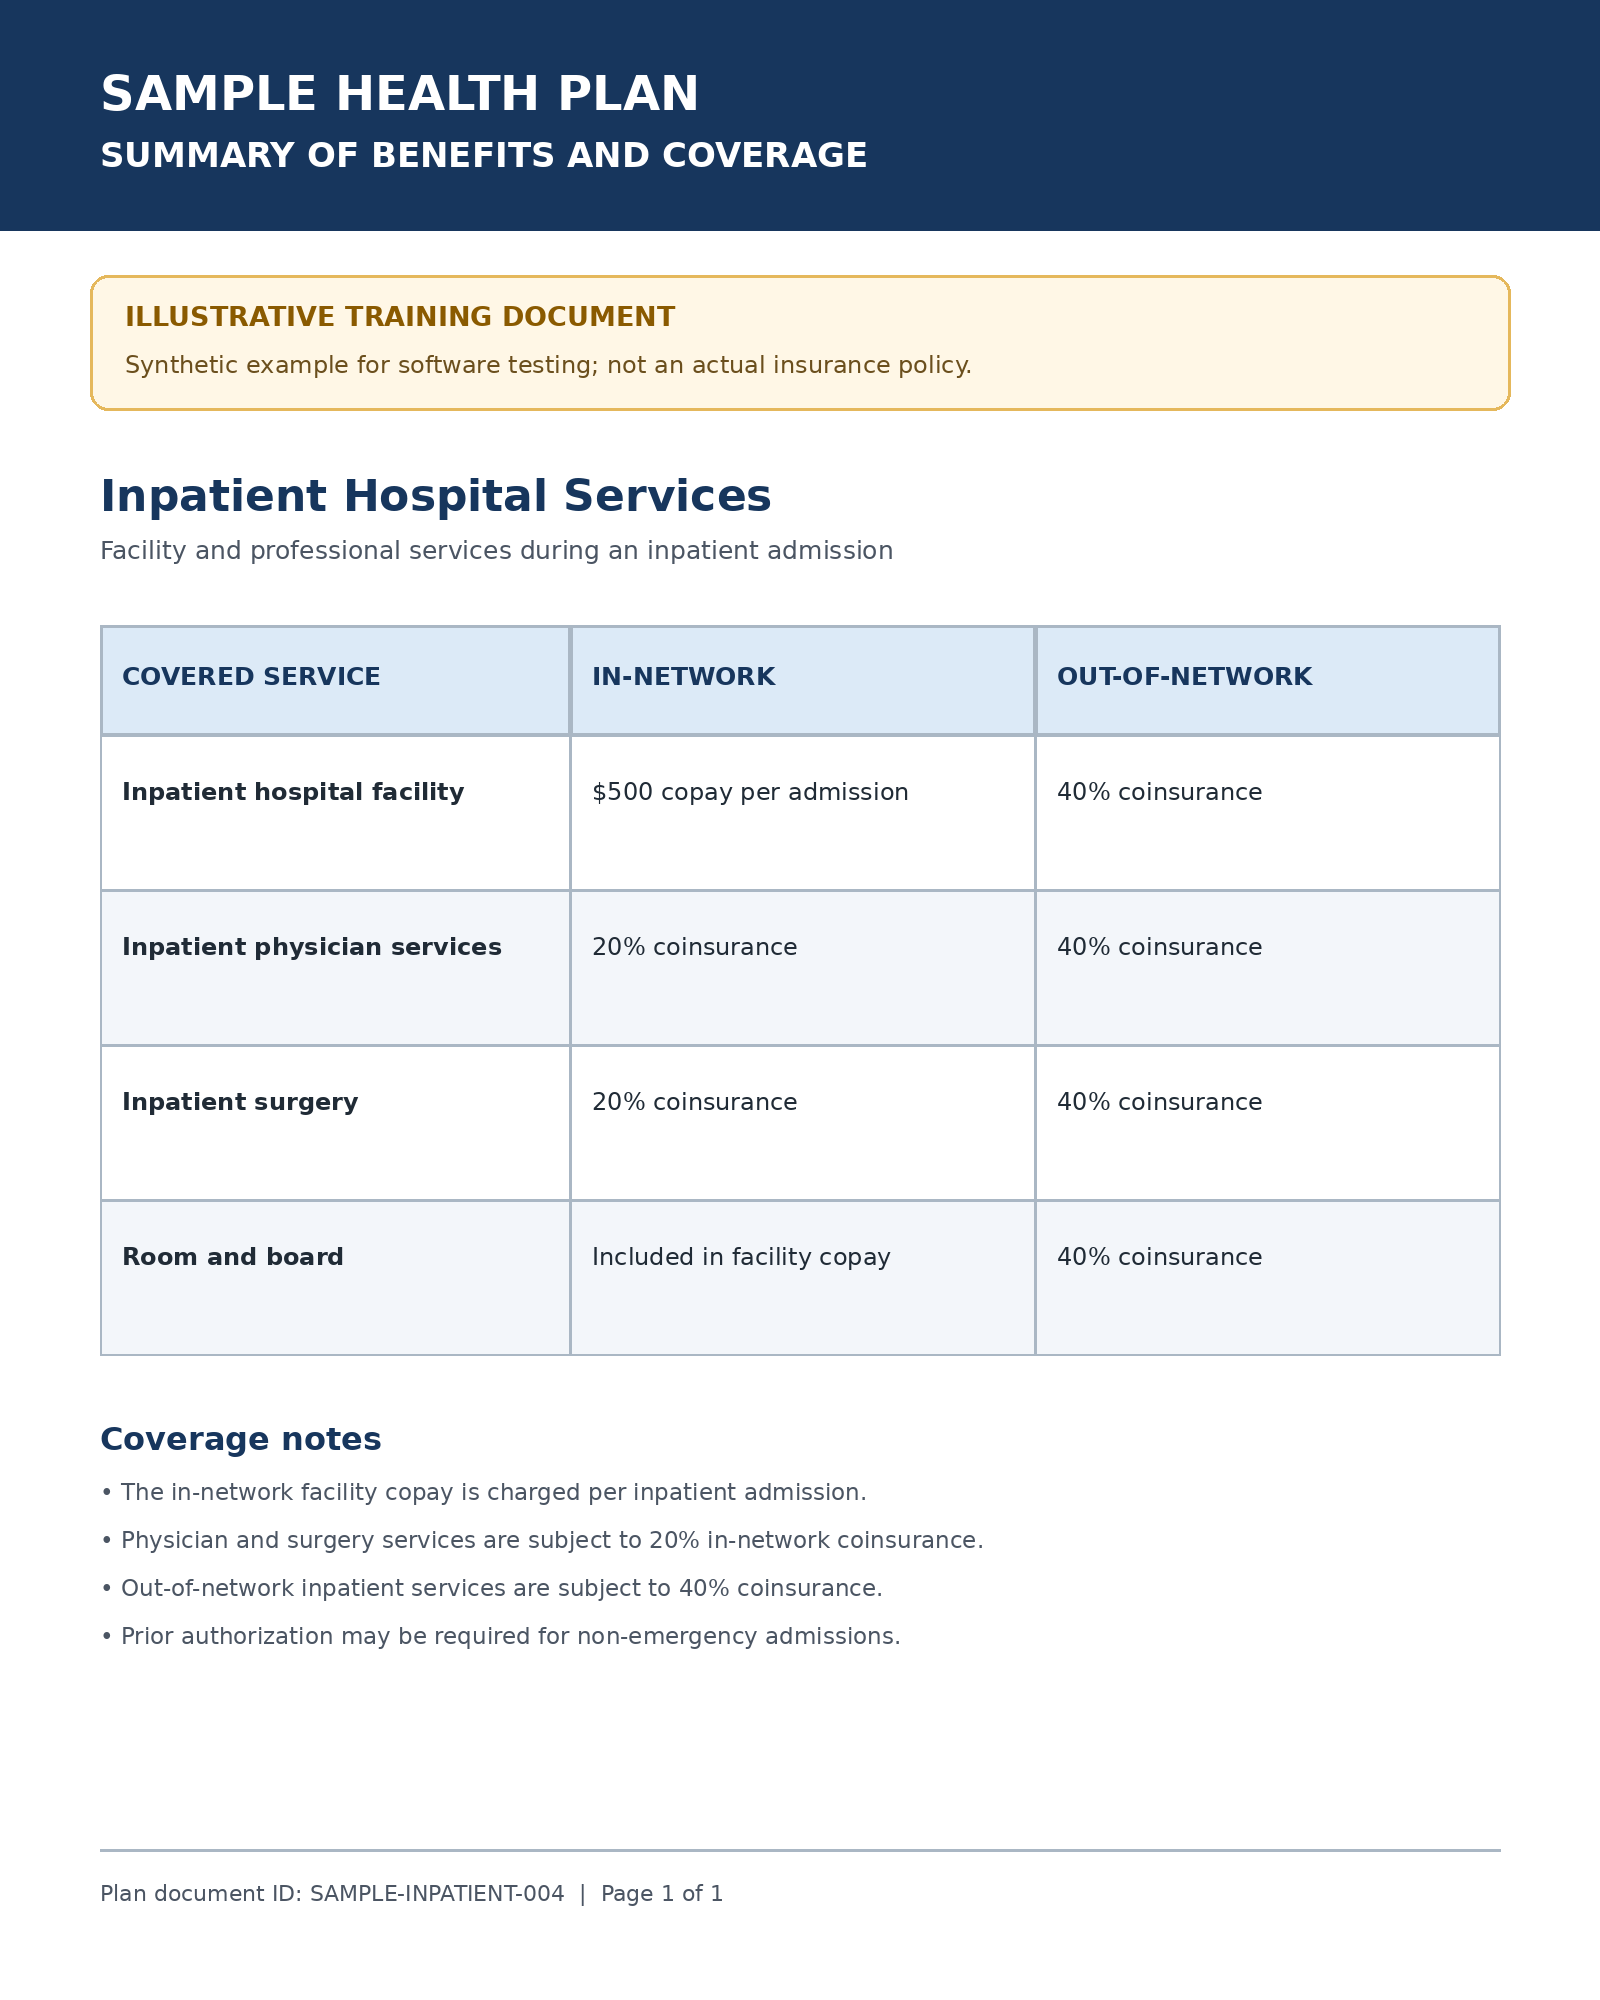 SAMPLE HEALTH PLAN
SUMMARY OF BENEFITS AND COVERAGE
ILLUSTRATIVE TRAINING DOCUMENT
Synthetic example for software testing; not an actual insurance policy.
Inpatient Hospital Services
Facility and professional services during an inpatient admission
COVERED SERVICE IN-NETWORK OUT-OF-NETWORK
Inpatient hospital facility $500 copay per admission 40% coinsurance
Inpatient physician services 20% coinsurance 40% coinsurance
Inpatient surgery 20% coinsurance 40% coinsurance
Room and board Included in facility copay 40% coinsurance
Coverage notes
• The in-network facility copay is charged per inpatient admission.
• Physician and surgery services are subject to 20% in-network coinsurance.
• Out-of-network inpatient services are subject to 40% coinsurance.
• Prior authorization may be required for non-emergency admissions.
Plan document ID: SAMPLE-INPATIENT-004 | Page 1 of 1